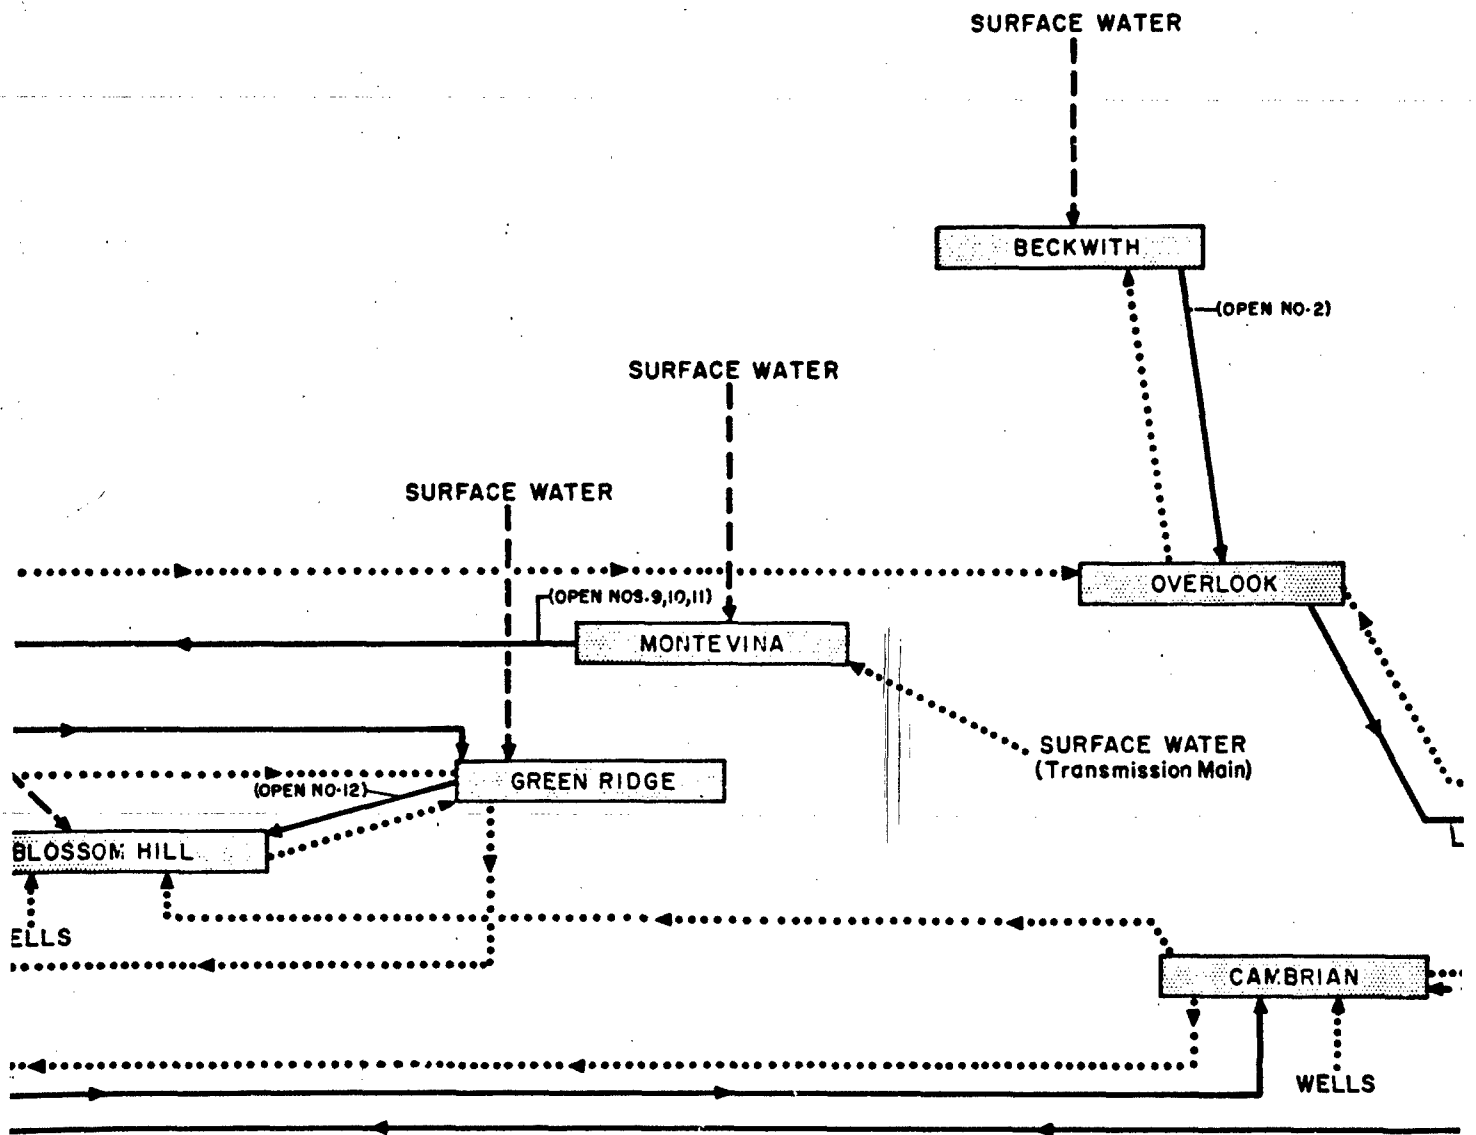 SURFACE WATER
BECKWITH
(OPEN NO.2)
SURFACE WATER
SURFACE WATER
OVERLOOK
(OPEN NOS.9,10,11)
MONTEVINA
SURFACE WATER
(Transmission Main)
GREEN RIDGE
(OPEN NO.12)
BLOSSOM HILL
ELLS
CAMBRIAN
WELLS